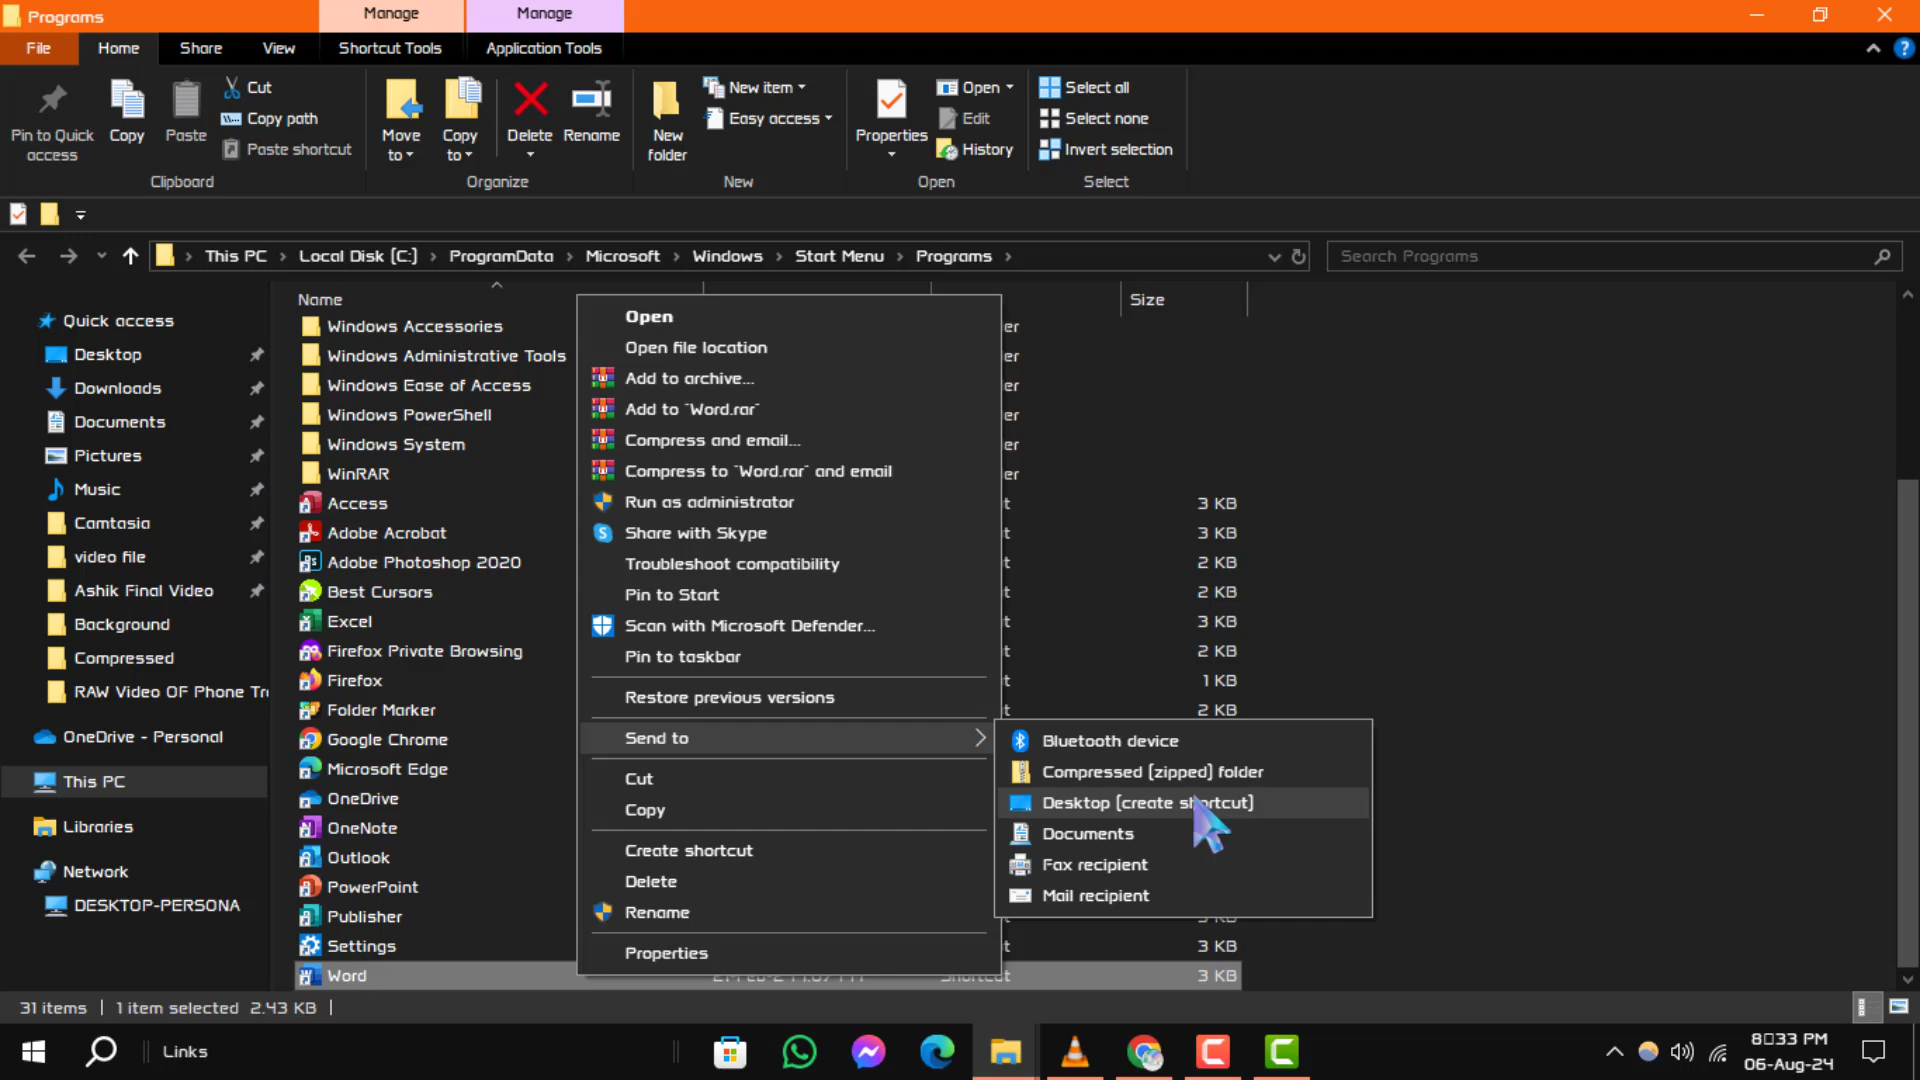 Programs
Manage
Manage
File
Home
Share
View
Shortcut Tools
Application Tools
Pin to Quick access
Copy
Paste
Cut
Copy path
Paste shortcut
Clipboard
Move to
Copy to
Delete
Rename
Organize
New folder
New item
Easy access
New
Properties
Open
Edit
History
Open
Select all
Select none
Invert selection
Select
This PC
Local Disk (C:)
ProgramData
Microsoft
Windows
Start Menu
Programs
Search Programs
Name
Size
Quick access
Desktop
Downloads
Documents
Pictures
Music
Camtasia
video file
Ashik Final Video
Background
Compressed
RAW Video OF Phone Tr
OneDrive - Personal
This PC
Libraries
Network
DESKTOP-PERSONA
Windows Accessories
er
Windows Administrative Tools
er
Windows Ease of Access
er
Windows PowerShell
er
Windows System
er
WinRAR
er
Access
t
3 KB
Adobe Acrobat
t
3 KB
Adobe Photoshop 2020
t
2 KB
Best Cursors
t
2 KB
Excel
t
3 KB
Firefox Private Browsing
t
2 KB
Firefox
t
1 KB
Folder Marker
t
2 KB
Google Chrome
Microsoft Edge
OneDrive
OneNote
Outlook
PowerPoint
Publisher
t
3 KB
Settings
t
3 KB
Word
Shortcut
3 KB
Open
Open file location
Add to archive...
Add to "Word.rar"
Compress and email...
Compress to "Word.rar" and email
Run as administrator
Share with Skype
Troubleshoot compatibility
Pin to Start
Scan with Microsoft Defender...
Pin to taskbar
Restore previous versions
Send to
Cut
Copy
Create shortcut
Delete
Rename
Properties
Bluetooth device
Compressed (zipped) folder
Desktop (create shortcut)
Documents
Fax recipient
Mail recipient
31 items
1 item selected 2.43 KB
Links
8□33 PM
06-Aug-24